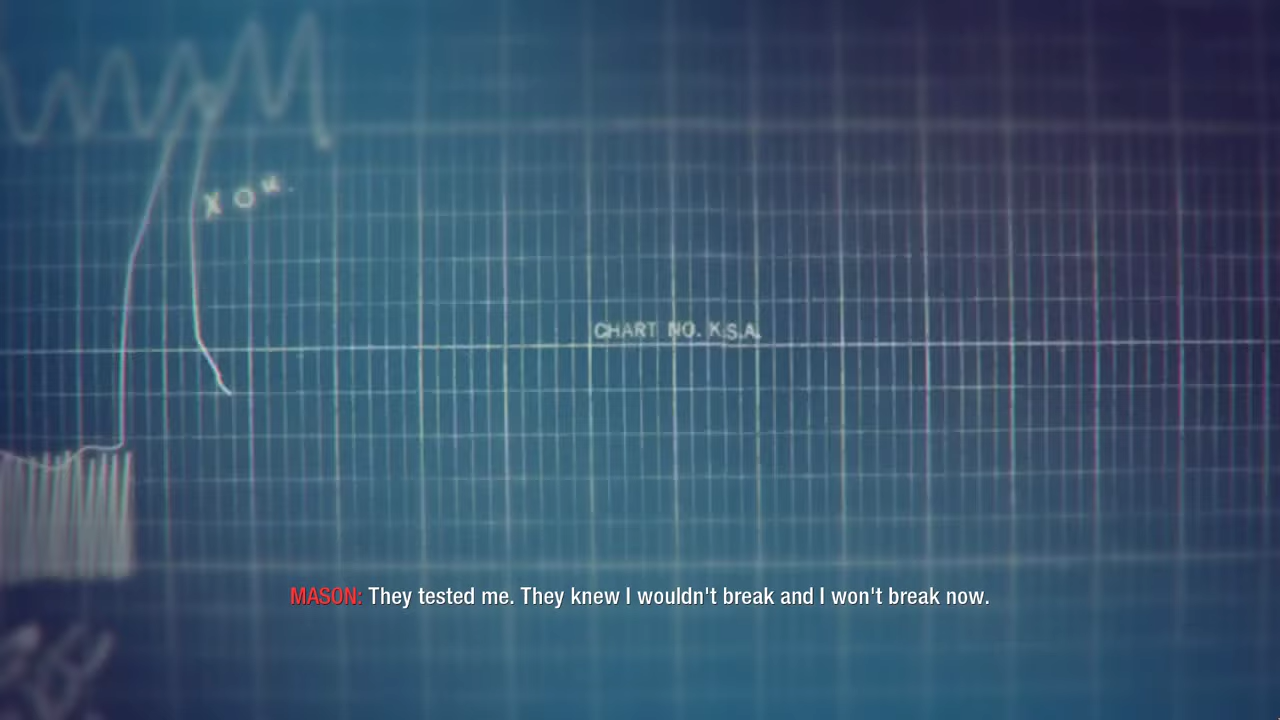 X o u.
CHART NO. K.S.A.
MASON: They tested me. They knew I wouldn't break and I won't break now.